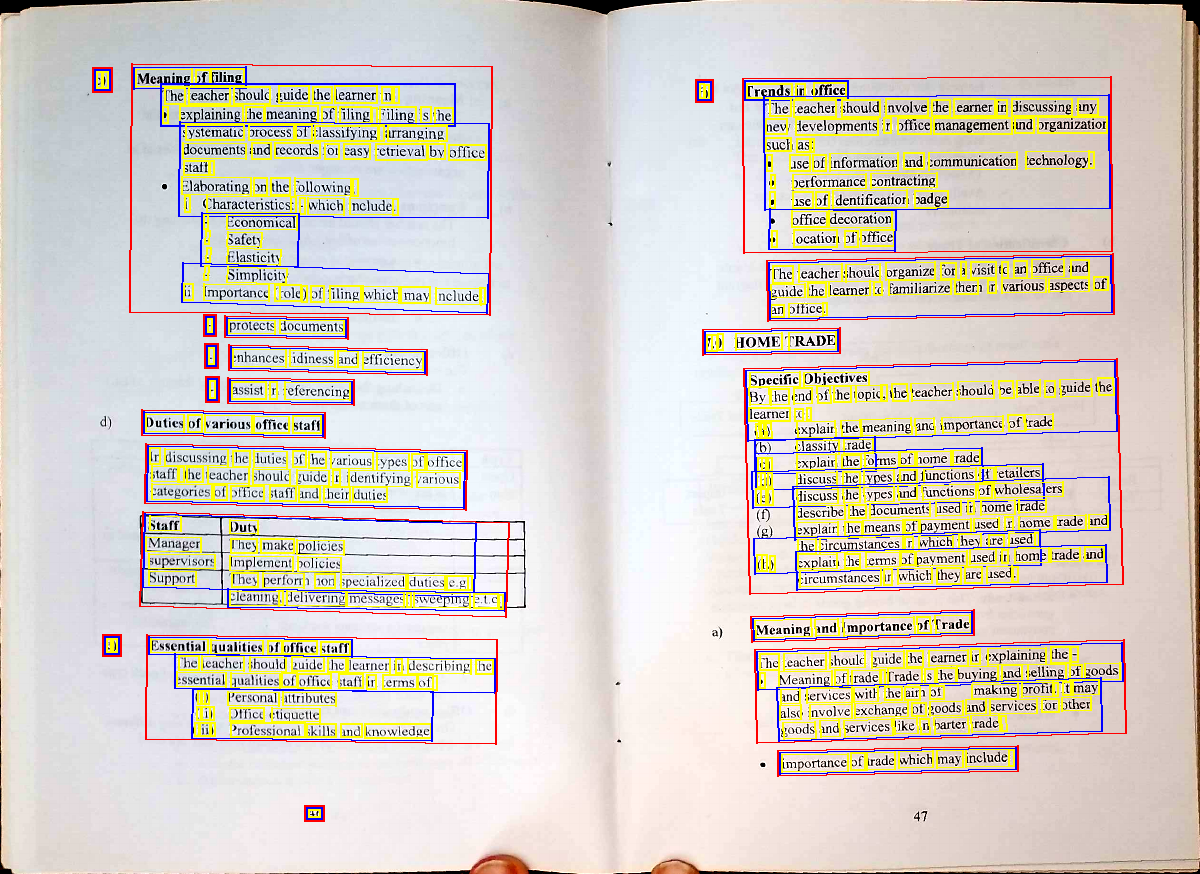 c) Meaning of filing
The teacher should guide the learner in
• explaining the meaning of filing. Filing is the
systematic process of classifying arranging
documents and records for easy retrieval by office
staff
• Elaborating on the following.
i Characteristics: - which include.
- Economical
- Safety
- Elasticity
- Simplicity
ii Importance (role) of filing which may include
- protects documents
- enhances tidiness and efficiency
- assist in referencing
d) Duties of various office staff
In discussing the duties of the various types of office
staff the teacher should guide in identifying various
categories of office staff and their duties
Staff Duty
Manager They make policies
supervisors Implement policies
Support They perform non specialized duties e.g
cleaning, delivering messages, sweeping e.t.c
e) Essential qualities of office staff
The teacher should guide the learner in describing the
essential qualities of office staff in terms of
i) Personal attributes
ii) Office etiquette
iii) Professional skills and knowledge
46
f) Trends in office
The teacher should involve the learner in discussing any
new developments in office management and organization
such as:
• use of information and communication technology.
• performance contracting
• use of identification badge
• office decoration
• location of office
The teacher should organize for a visit to an office and
guide the learner to familiarize them in various aspects of
an office.
7.0 HOME TRADE
Specific Objectives
By the end of the topic, the teacher should be able to guide the
learner to:
(a) explain the meaning and importance of trade
(b) classify trade
(c) explain the forms of home trade
(d) discuss the types and functions of retailers
(e) discuss the types and functions of wholesalers
(f) describe the documents used in home trade
(g) explain the means of payment used in home trade and
the circumstances in which they are used
(h) explain the terms of payment used in home trade and
circumstances in which they are used.
a) Meaning and Importance of Trade
The teacher should guide the learner in explaining the -
• Meaning of trade. Trade is the buying and selling of goods
and services with the aim of making profit. It may
also involve exchange of goods and services for other
goods and services like in barter trade
• importance of trade which may include
47